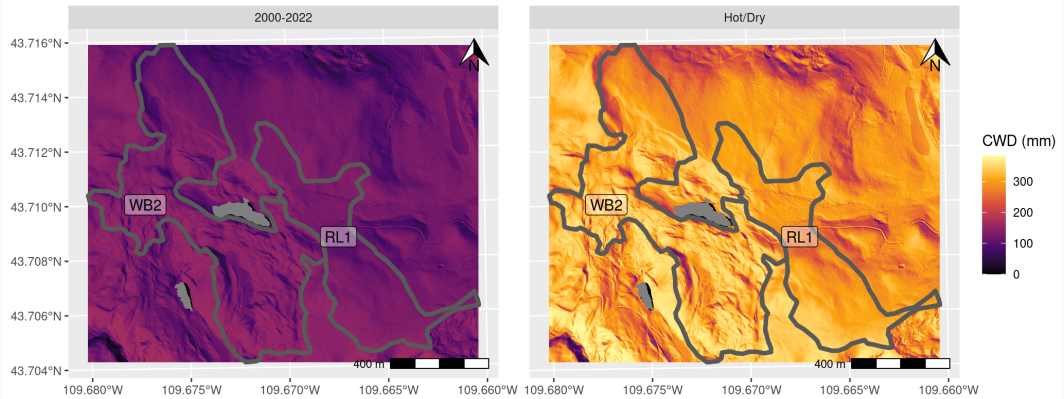 2000-2022
Hot/Dry
43.716°N
43.714°N
43.712°N
43.710°N
43.708°N
43.706°N
43.704°N
N
N
WB2
RL1
WB2
RL1
400 m
400 m
109.680°W
109.675°W
109.670°W
109.665°W
109.660°W
109.680°W
109.675°W
109.670°W
109.665°W
109.660°W
CWD (mm)
300
200
100
0